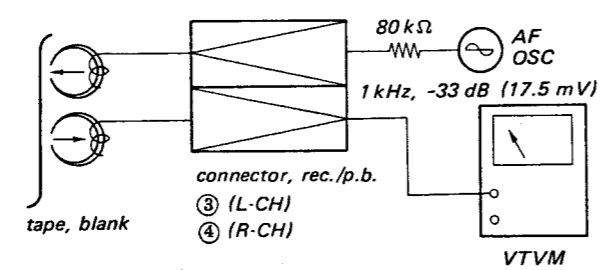 80 kΩ
AF
OSC
1 kHz, -33 dB (17.5 mV)
connector, rec./p.b.
③ (L-CH)
④ (R-CH)
tape, blank
VTVM